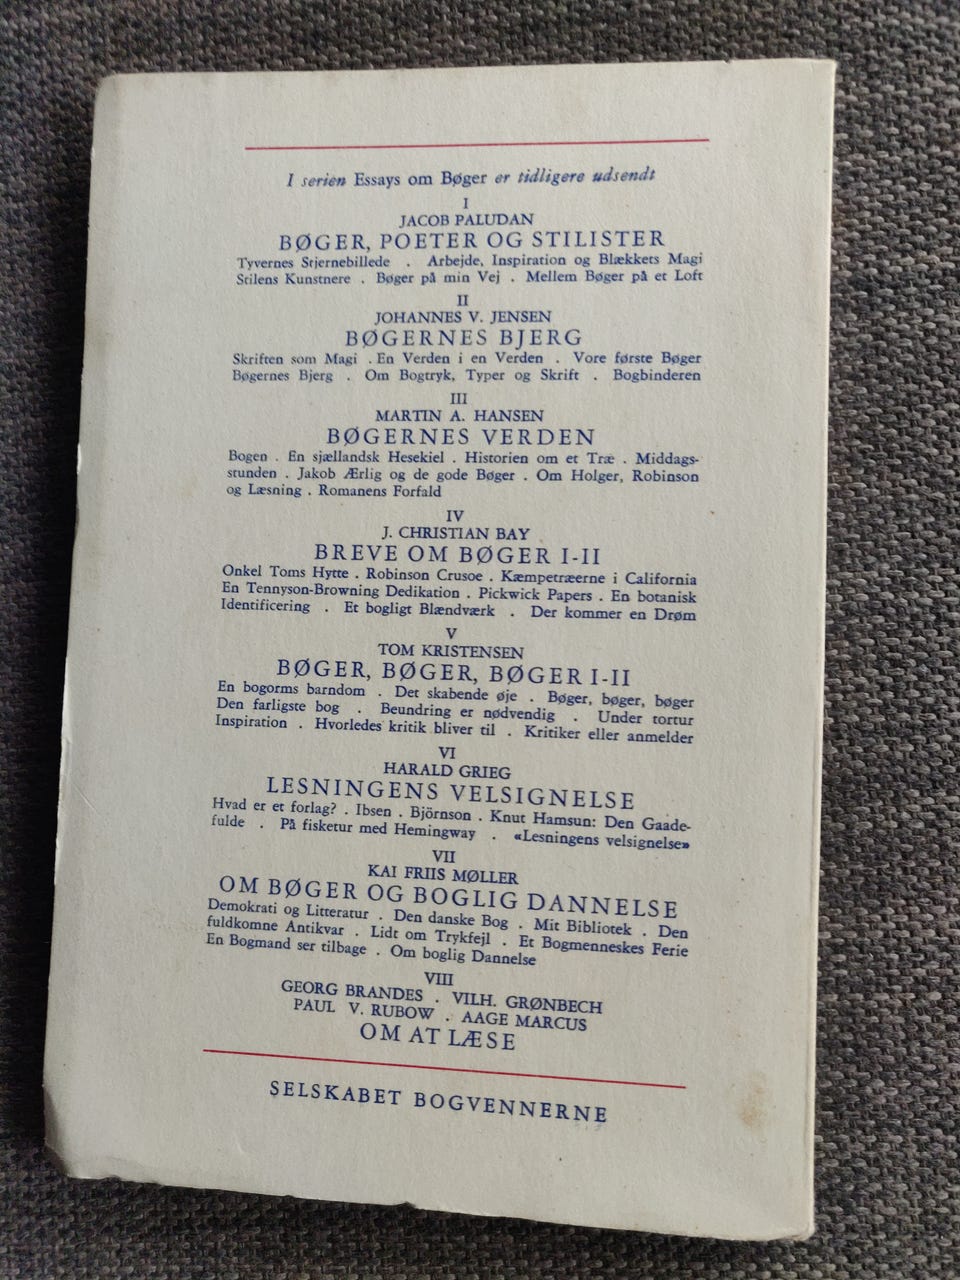 I serien Essays om Bøger er tidligere udsendt
I
JACOB PALUDAN
BØGER, POETER OG STILISTER
Tyvernes Stjernebillede . Arbejde, Inspiration og Blækkets Magi
Stilens Kunstnere . Bøger på min Vej . Mellem Bøger på et Loft
II
JOHANNES V. JENSEN
BØGERNES BJERG
Skriften som Magi . En Verden i en Verden . Vore første Bøger
Bøgernes Bjerg . Om Bogtryk, Typer og Skrift . Bogbinderen
III
MARTIN A. HANSEN
BØGERNES VERDEN
Bogen . En sjællandsk Hesekiel . Historien om et Træ . Middags-
stunden . Jakob Ærlig og de gode Bøger . Om Holger, Robinson
og Læsning . Romanens Forfald
IV
J. CHRISTIAN BAY
BREVE OM BØGER I-II
Onkel Toms Hytte . Robinson Crusoe . Kæmpetræerne i California
En Tennyson-Browning Dedikation . Pickwick Papers . En botanisk
Identificering . Et bogligt Blændværk . Der kommer en Drøm
V
TOM KRISTENSEN
BØGER, BØGER, BØGER I-II
En bogorms barndom . Det skabende øje . Bøger, bøger, bøger
Den farligste bog . Beundring er nødvendig . Under tortur
Inspiration . Hvorledes kritik bliver til . Kritiker eller anmelder
VI
HARALD GRIEG
LESNINGENS VELSIGNELSE
Hvad er et forlag? . Ibsen . Björnson . Knut Hamsun: Den Gaade-
fulde . På fisketur med Hemingway . «Lesningens velsignelse»
VII
KAI FRIIS MØLLER
OM BØGER OG BOGLIG DANNELSE
Demokrati og Litteratur . Den danske Bog . Mit Bibliotek . Den
fuldkomne Antikvar . Lidt om Trykfejl . Et Bogmenneskes Ferie
En Bogmand ser tilbage . Om boglig Dannelse
VIII
GEORG BRANDES . VILH. GRØNBECH
PAUL V. RUBOW . AAGE MARCUS
OM AT LÆSE
SELSKABET BOGVENNERNE